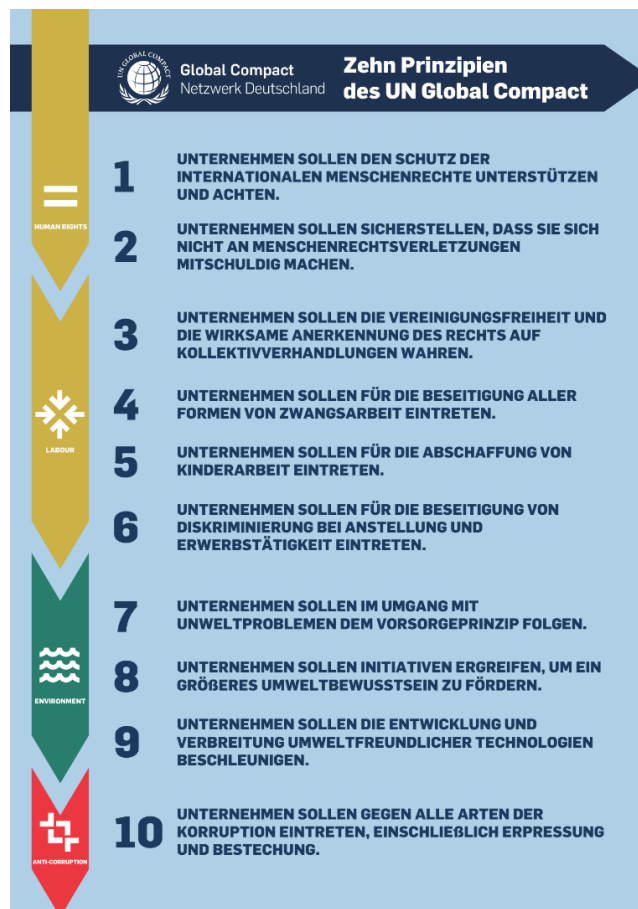 UN GLOBAL COMPACT
Global Compact
Netzwerk Deutschland
Zehn Prinzipien
des UN Global Compact
HUMAN RIGHTS
1
UNTERNEHMEN SOLLEN DEN SCHUTZ DER
INTERNATIONALEN MENSCHENRECHTE UNTERSTÜTZEN
UND ACHTEN.
2
UNTERNEHMEN SOLLEN SICHERSTELLEN, DASS SIE SICH
NICHT AN MENSCHENRECHTSVERLETZUNGEN
MITSCHULDIG MACHEN.
LABOUR
3
UNTERNEHMEN SOLLEN DIE VEREINIGUNGSFREIHEIT UND
DIE WIRKSAME ANERKENNUNG DES RECHTS AUF
KOLLEKTIVVERHANDLUNGEN WAHREN.
4
UNTERNEHMEN SOLLEN FÜR DIE BESEITIGUNG ALLER
FORMEN VON ZWANGSARBEIT EINTRETEN.
5
UNTERNEHMEN SOLLEN FÜR DIE ABSCHAFFUNG VON
KINDERARBEIT EINTRETEN.
6
UNTERNEHMEN SOLLEN FÜR DIE BESEITIGUNG VON
DISKRIMINIERUNG BEI ANSTELLUNG UND
ERWERBSTÄTIGKEIT EINTRETEN.
ENVIRONMENT
7
UNTERNEHMEN SOLLEN IM UMGANG MIT
UNWELTPROBLEMEN DEM VORSORGEPRINZIP FOLGEN.
8
UNTERNEHMEN SOLLEN INITIATIVEN ERGREIFEN, UM EIN
GRÖßERES UMWELTBEWUSSTSEIN ZU FÖRDERN.
9
UNTERNEHMEN SOLLEN DIE ENTWICKLUNG UND
VERBREITUNG UMWELTFREUNDLICHER TECHNOLOGIEN
BESCHLEUNIGEN.
ANTI-CORRUPTION
10
UNTERNEHMEN SOLLEN GEGEN ALLE ARTEN DER
KORRUPTION EINTRETEN, EINSCHLIEßLICH ERPRESSUNG
UND BESTECHUNG.